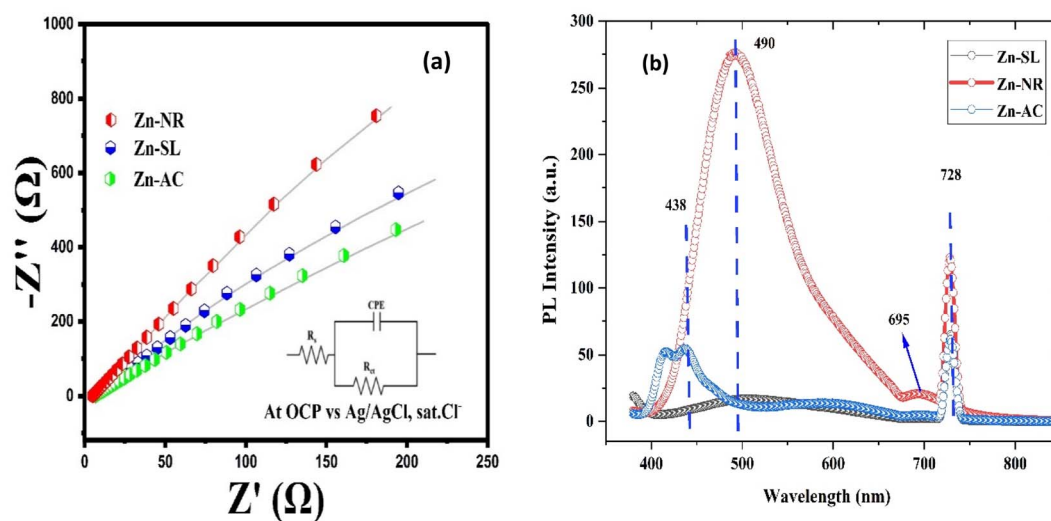 1000
800
600
400
200
0
-Z'' (Ω)
(a)
Zn-NR
Zn-SL
Zn-AC
CPE
Rs
Rct
At OCP vs Ag/AgCl, sat.Cl⁻
0 50 100 150 200 250
Z' (Ω)
300
250
200
150
100
50
0
PL Intensity (a.u.)
(b)
490
438
695
728
Zn-SL
Zn-NR
Zn-AC
400 500 600 700 800
Wavelength (nm)